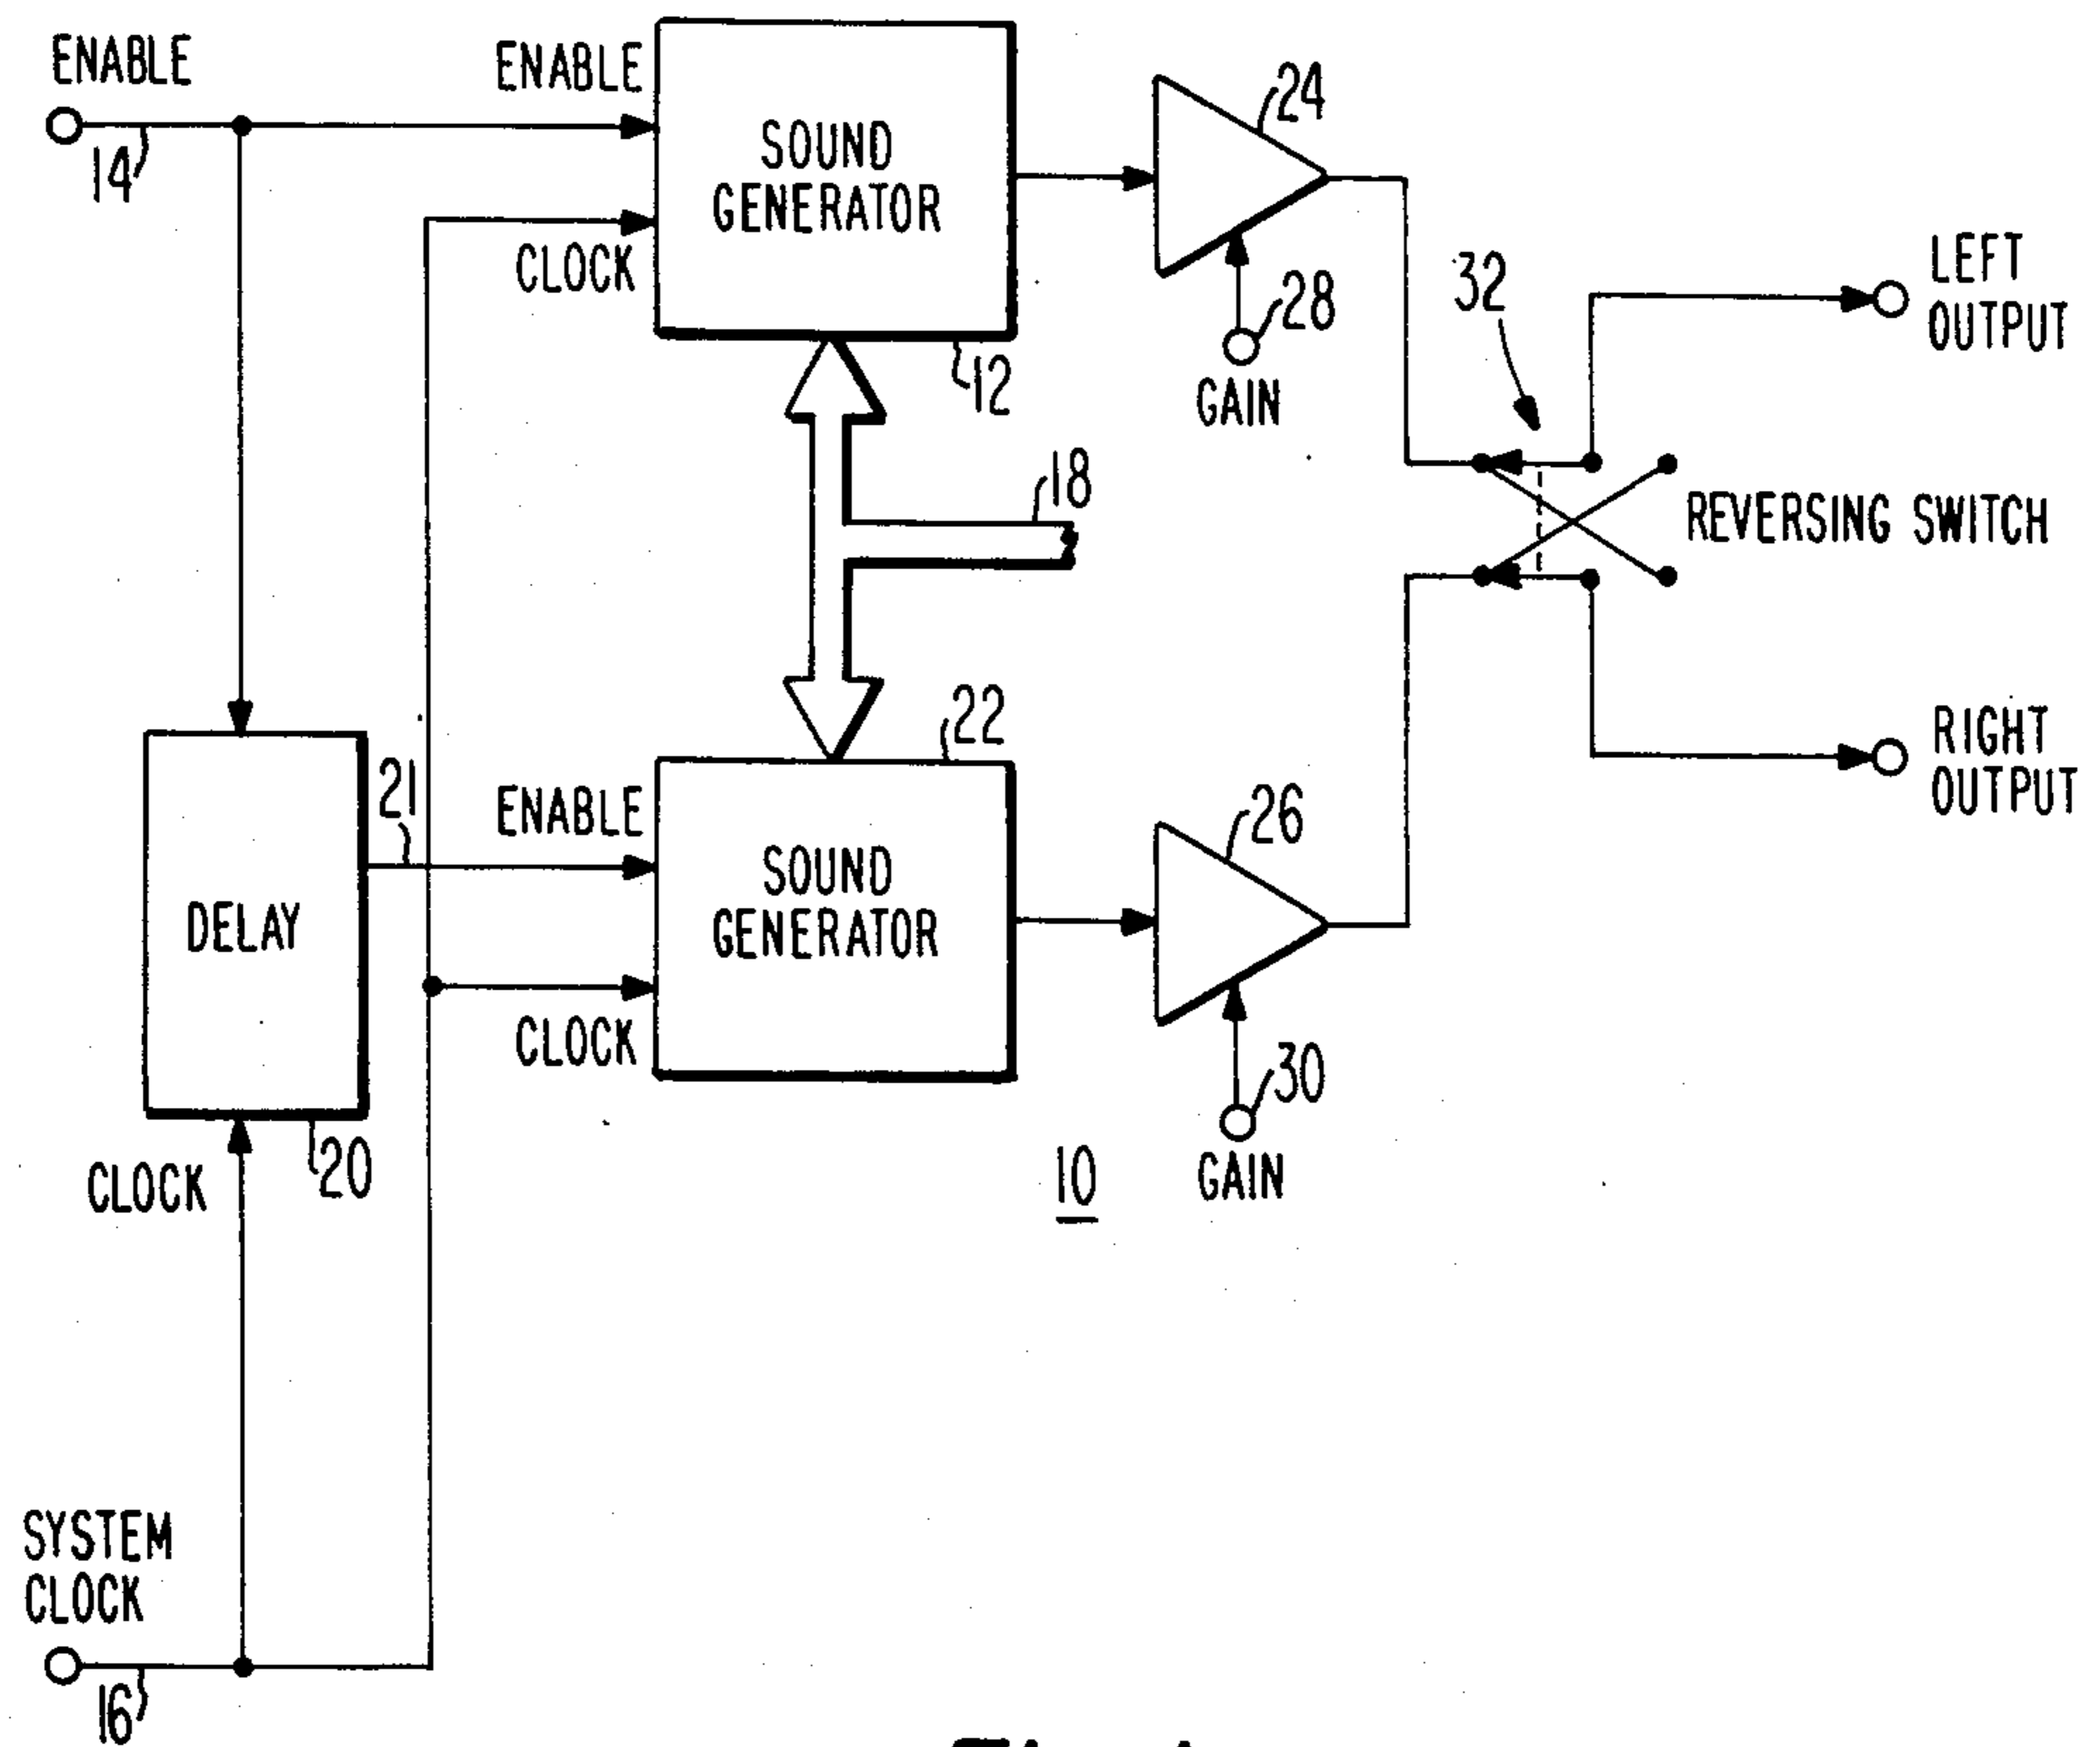 ENABLE
14
ENABLE
CLOCK
SOUND
GENERATOR
12
24
28
GAIN
32
LEFT
OUTPUT
18
REVERSING SWITCH
RIGHT
OUTPUT
22
21
ENABLE
CLOCK
SOUND
GENERATOR
26
30
GAIN
DELAY
20
CLOCK
10
SYSTEM
CLOCK
16